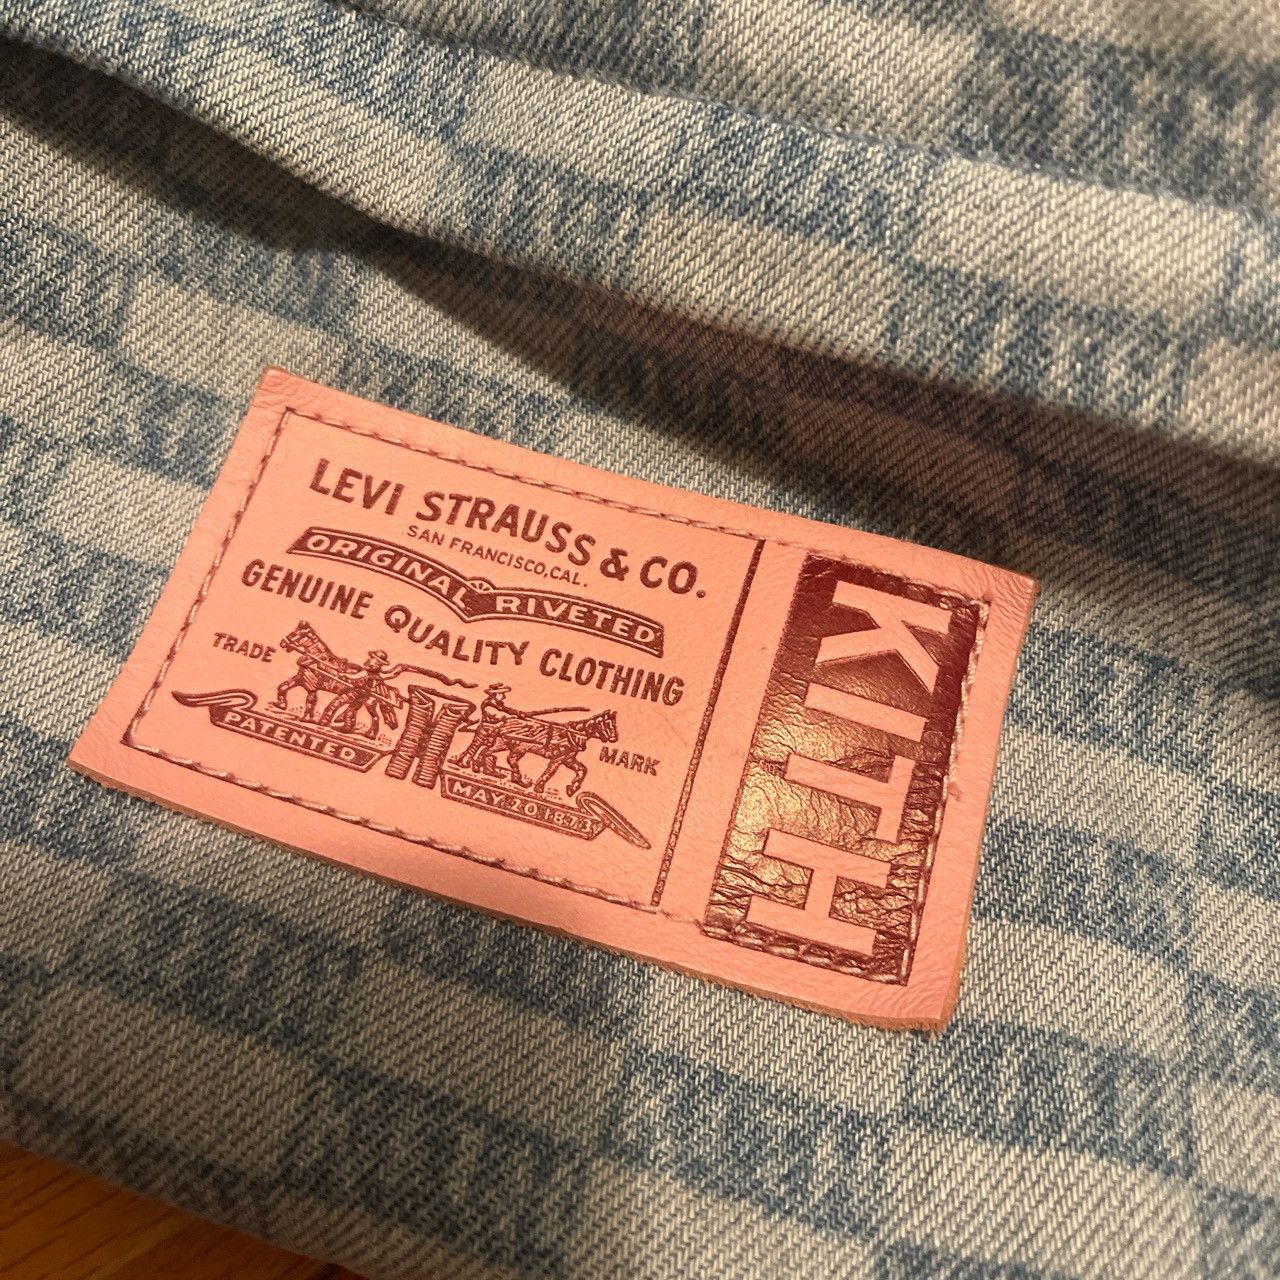 LEVI STRAUSS & CO.
SAN FRANCISCO, CAL.
ORIGINAL RIVETED
GENUINE QUALITY CLOTHING
TRADE MARK
PATENTED MAY 20 1873
KITH